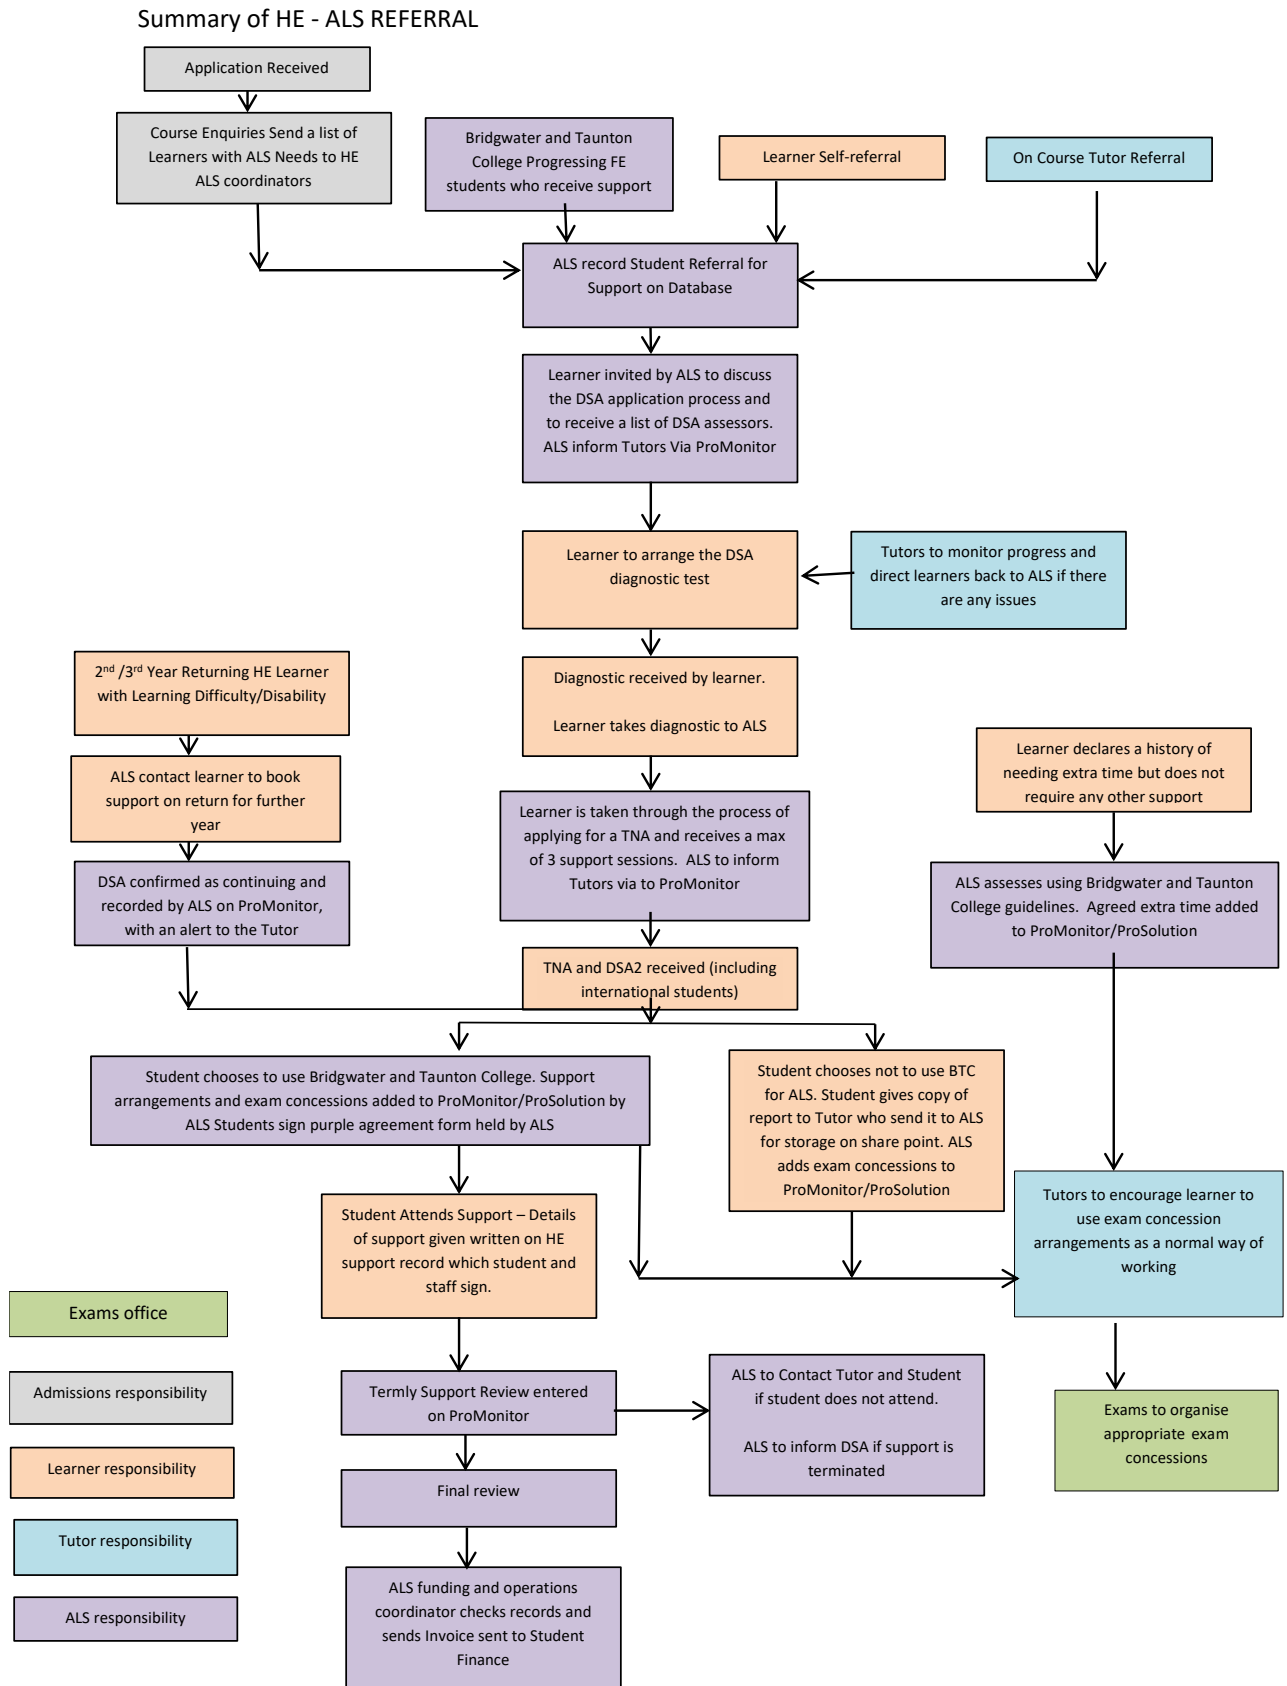 Summary of HE - ALS REFERRAL
Application Received
Course Enquiries Send a list of
Learners with ALS Needs to HE
ALS coordinators
Bridgwater and Taunton
College Progressing FE
students who receive support
Learner Self-referral
On Course Tutor Referral
ALS record Student Referral for
Support on Database
Learner invited by ALS to discuss
the DSA application process and
to receive a list of DSA assessors.
ALS inform Tutors Via ProMonitor
Learner to arrange the DSA
diagnostic test
Tutors to monitor progress and
direct learners back to ALS if there
are any issues
2nd /3rd Year Returning HE Learner
with Learning Difficulty/Disability
Diagnostic received by learner.
Learner takes diagnostic to ALS
ALS contact learner to book
support on return for further
year
Learner declares a history of
needing extra time but does not
require any other support
Learner is taken through the process of
applying for a TNA and receives a max
of 3 support sessions.  ALS to inform
Tutors via to ProMonitor
DSA confirmed as continuing and
recorded by ALS on ProMonitor,
with an alert to the Tutor
ALS assesses using Bridgwater and Taunton
College guidelines.  Agreed extra time added
to ProMonitor/ProSolution
TNA and DSA2 received (including
international students)
Student chooses to use Bridgwater and Taunton College. Support
arrangements and exam concessions added to ProMonitor/ProSolution by
ALS Students sign purple agreement form held by ALS
Student chooses not to use BTC
for ALS. Student gives copy of
report to Tutor who send it to ALS
for storage on share point. ALS
adds exam concessions to
ProMonitor/ProSolution
Tutors to encourage learner to
use exam concession
arrangements as a normal way of
working
Student Attends Support – Details
of support given written on HE
support record which student and
staff sign.
Exams office
Admissions responsibility
Termly Support Review entered
on ProMonitor
ALS to Contact Tutor and Student
if student does not attend.
ALS to inform DSA if support is
terminated
Exams to organise
appropriate exam
concessions
Learner responsibility
Final review
Tutor responsibility
ALS funding and operations
coordinator checks records and
sends Invoice sent to Student
Finance
ALS responsibility